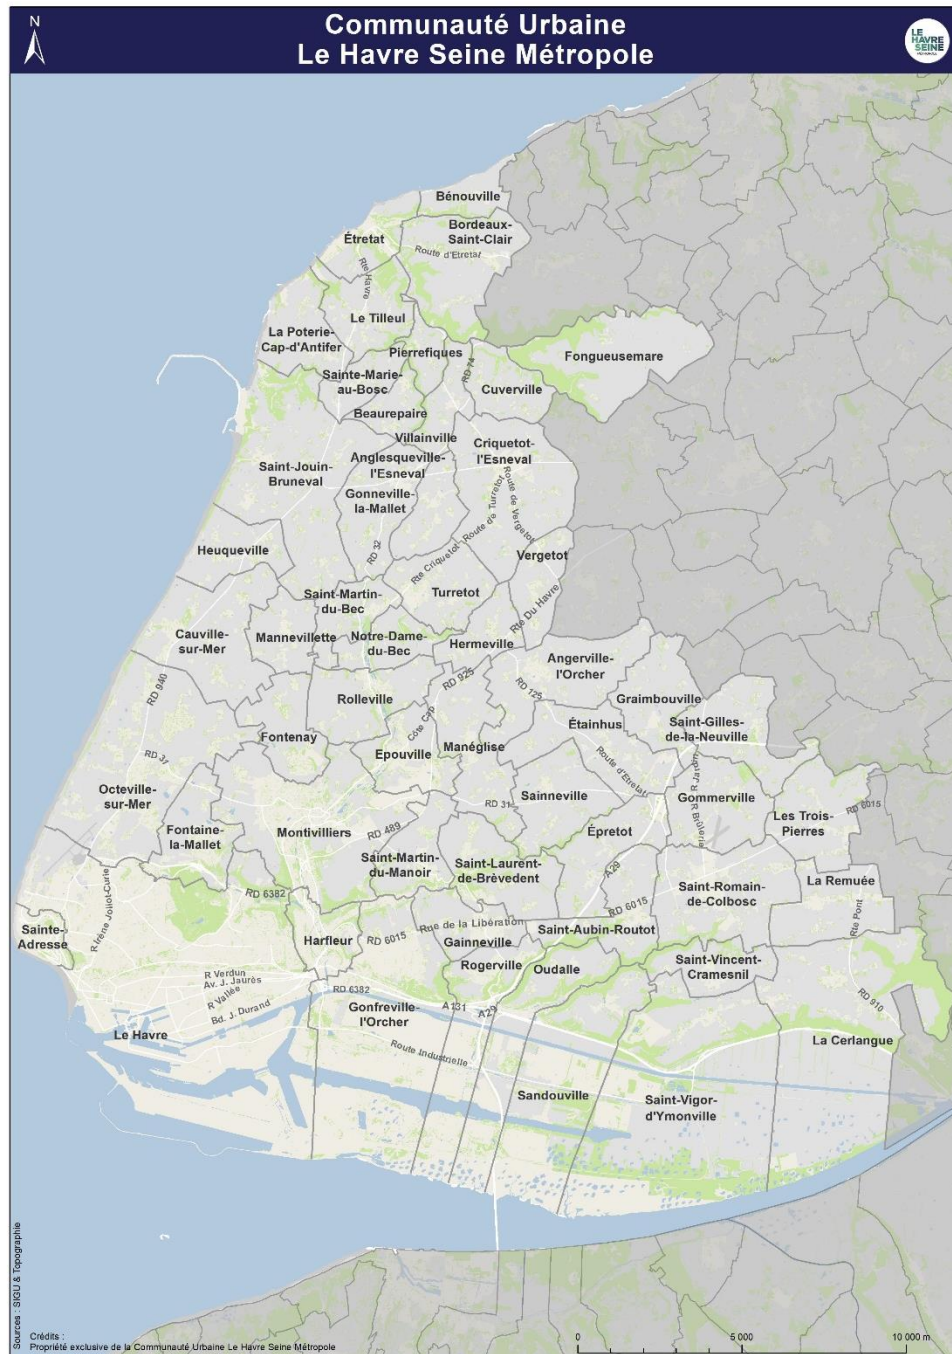 N
Communauté Urbaine
Le Havre Seine Métropole
LE
HAVRE
SEINE
Bénouville
Bordeaux-
Saint-Clair
Étretat
Route d'Etretat
Rte Havre
Le Tilleul
La Poterie-
Cap-d'Antifer
Pierrefiques
Fongueusemare
RD 74
Sainte-Marie-
au-Bosc
Cuverville
Beaurepaire
Villainville
Criquetot-
l'Esneval
Anglesqueville-
l'Esneval
Saint-Jouin-
Bruneval
Gonneville-
la-Mallet
Route de Turretot
Route de Vergetot
RD 32
Rte Criquetot
Heuqueville
Vergetot
Saint-Martin-
du-Bec
Turretot
Rte Du Havre
Cauville-
sur-Mer
Mannevillette
Notre-Dame-
du-Bec
Hermeville
Angerville-
l'Orcher
RD 940
RD 925
RD 125
Rolleville
Graimbouville
Étainhus
Saint-Gilles-
de-la-Neuville
Fontenay
Côte Cap
Epouville
Manéglise
RD 31
Route d'Etretat
R Jardin
Octeville-
sur-Mer
Sainneville
RD 31
Gommerville
R Brûlerie
Les Trois-
Pierres
RD 6015
Fontaine-
la-Mallet
Montivilliers
RD 489
Épretot
Saint-Martin-
du-Manoir
Saint-Laurent-
de-Brèvedent
A29
La Remuée
RD 6382
Saint-Romain-
de-Colbosc
R Irène Joliot-Curie
RD 6015
Rte Pont
Sainte-
Adresse
Harfleur
RD 6015
Rue de la Libération
Saint-Aubin-Routot
Gainneville
Rogerville
Oudalle
Saint-Vincent-
Cramesnil
R Verdun
Av. J. Jaurès
R Vallée
Bd. J. Durand
RD 6382
A131
A29
RD 910
Gonfreville-
l'Orcher
Le Havre
Route Industrielle
La Cerlangue
Sandouville
Saint-Vigor-
d'Ymonville
Sources : SIGU & Topographie
Crédits :
Propriété exclusive de la Communauté Urbaine Le Havre Seine Métropole
0
5 000
10 000 m